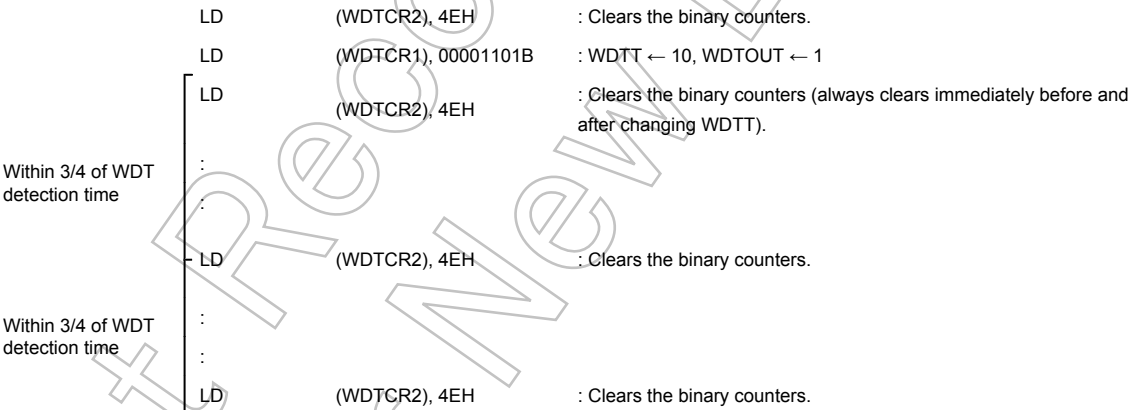 LD (WDTCR2), 4EH : Clears the binary counters.
LD (WDTCR1), 00001101B : WDTT ← 10, WDTOUT ← 1
LD (WDTCR2), 4EH : Clears the binary counters (always clears immediately before and
after changing WDTT).
Within 3/4 of WDT :
detection time :
LD (WDTCR2), 4EH : Clears the binary counters.
Within 3/4 of WDT :
detection time :
LD (WDTCR2), 4EH : Clears the binary counters.